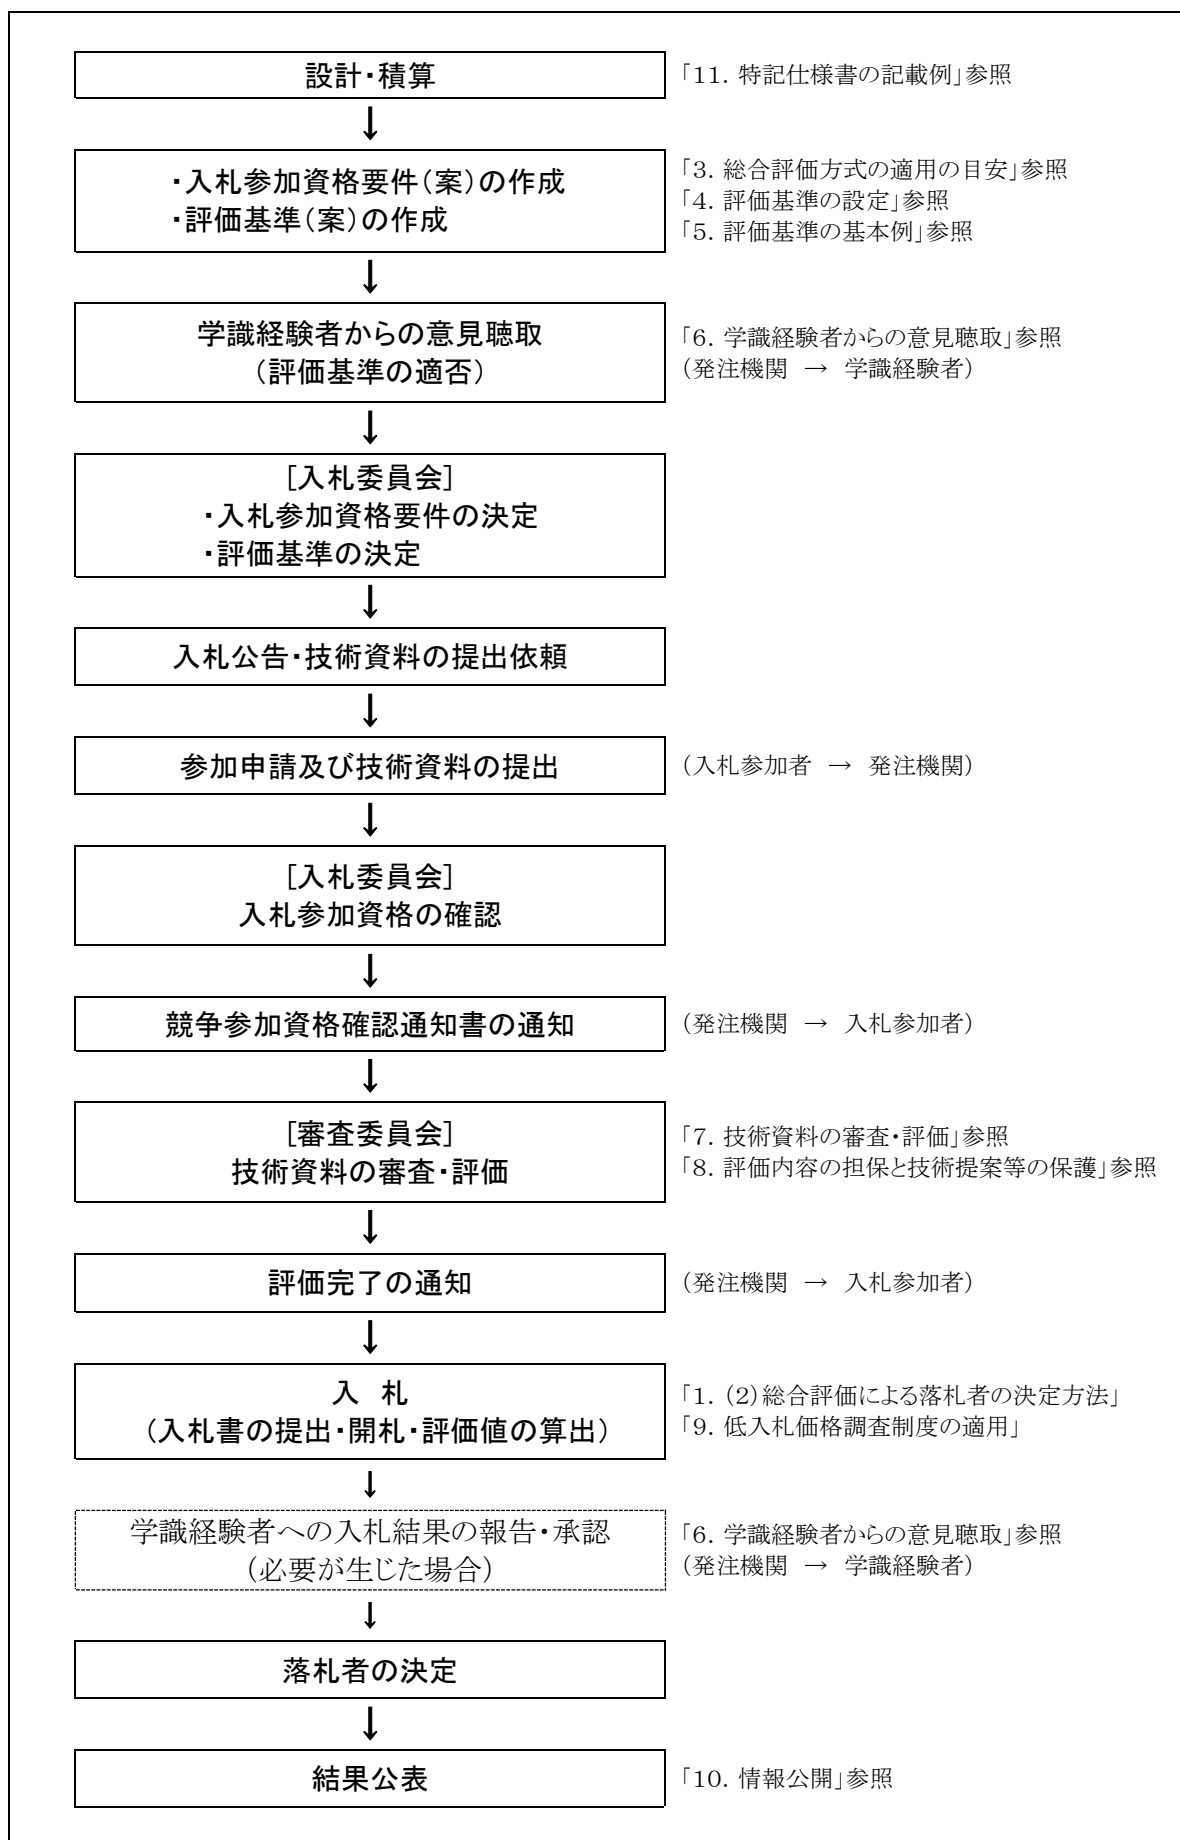 設計・積算
「11．特記仕様書の記載例」参照
↓
・入札参加資格要件（案）の作成
・評価基準（案）の作成
「3．総合評価方式の適用の目安」参照
「4．評価基準の設定」参照
「5．評価基準の基本例」参照
↓
学識経験者からの意見聴取
（評価基準の適否）
「6．学識経験者からの意見聴取」参照
（発注機関　→　学識経験者）
↓
［入札委員会］
・入札参加資格要件の決定
・評価基準の決定
↓
入札公告・技術資料の提出依頼
↓
参加申請及び技術資料の提出
（入札参加者　→　発注機関）
↓
［入札委員会］
入札参加資格の確認
↓
競争参加資格確認通知書の通知
（発注機関　→　入札参加者）
↓
［審査委員会］
技術資料の審査・評価
「7．技術資料の審査・評価」参照
「8．評価内容の担保と技術提案等の保護」参照
↓
評価完了の通知
（発注機関　→　入札参加者）
↓
入　札
（入札書の提出・開札・評価値の算出）
「1．（2）総合評価による落札者の決定方法」
「9．低入札価格調査制度の適用」
↓
学識経験者への入札結果の報告・承認
（必要が生じた場合）
「6．学識経験者からの意見聴取」参照
（発注機関　→　学識経験者）
↓
落札者の決定
↓
結果公表
「10．情報公開」参照